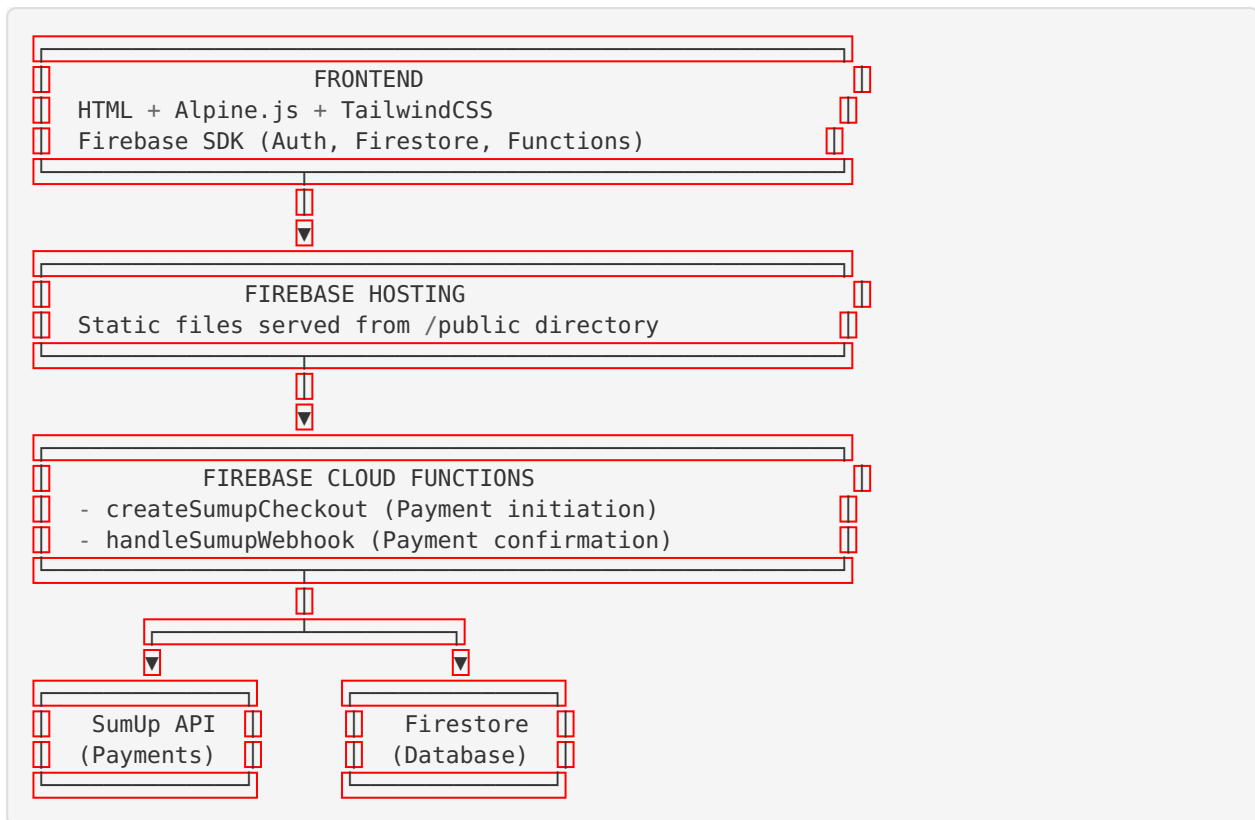 FRONTEND
HTML + Alpine.js + TailwindCSS
Firebase SDK (Auth, Firestore, Functions)
FIREBASE HOSTING
Static files served from /public directory
FIREBASE CLOUD FUNCTIONS
- createSumupCheckout (Payment initiation)
- handleSumupWebhook (Payment confirmation)
SumUp API Firestore
(Payments) (Database)